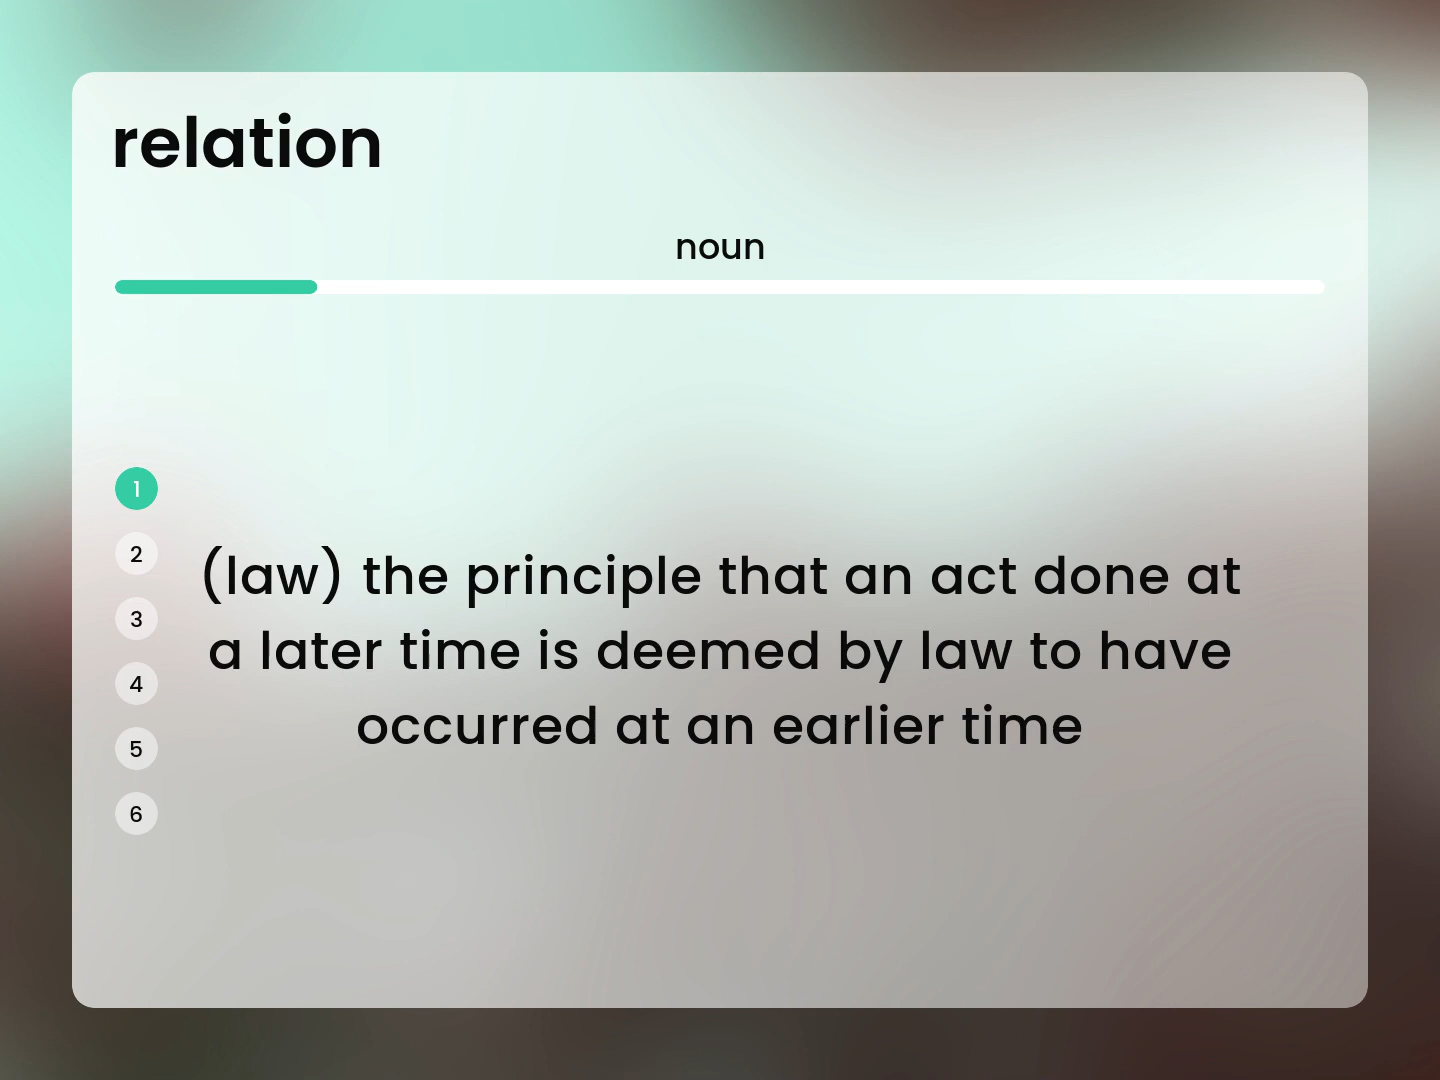 relation
noun
1
2
3
4
5
6
(law) the principle that an act done at
a later time is deemed by law to have
occurred at an earlier time